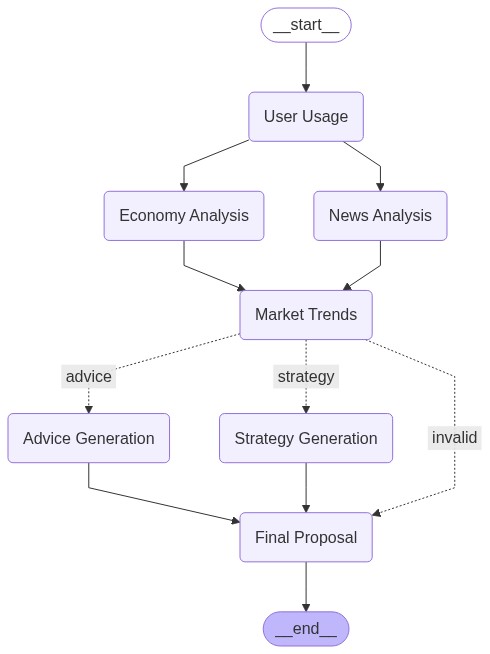 __start__
User Usage
Economy Analysis
News Analysis
Market Trends
advice
strategy
invalid
Advice Generation
Strategy Generation
Final Proposal
__end__